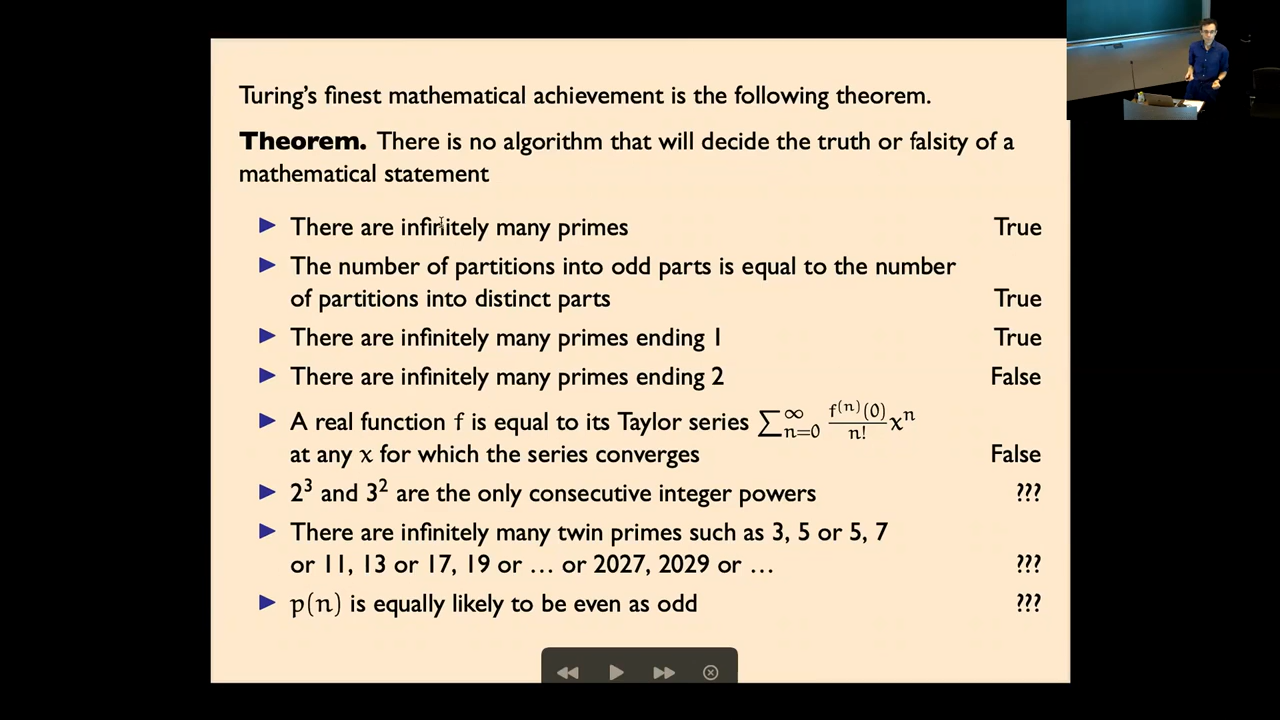 Turing's finest mathematical achievement is the following theorem.
Theorem. There is no algorithm that will decide the truth or falsity of a
mathematical statement
▶ There are infinitely many primes True
▶ The number of partitions into odd parts is equal to the number
of partitions into distinct parts True
▶ There are infinitely many primes ending 1 True
▶ There are infinitely many primes ending 2 False
▶ A real function f is equal to its Taylor series ∑_{n=0}^{∞} \frac{f^{(n)}(0)}{n!} x^n
at any x for which the series converges False
▶ 2³ and 3² are the only consecutive integer powers ???
▶ There are infinitely many twin primes such as 3, 5 or 5, 7
or 11, 13 or 17, 19 or … or 2027, 2029 or … ???
▶ p(n) is equally likely to be even as odd ???